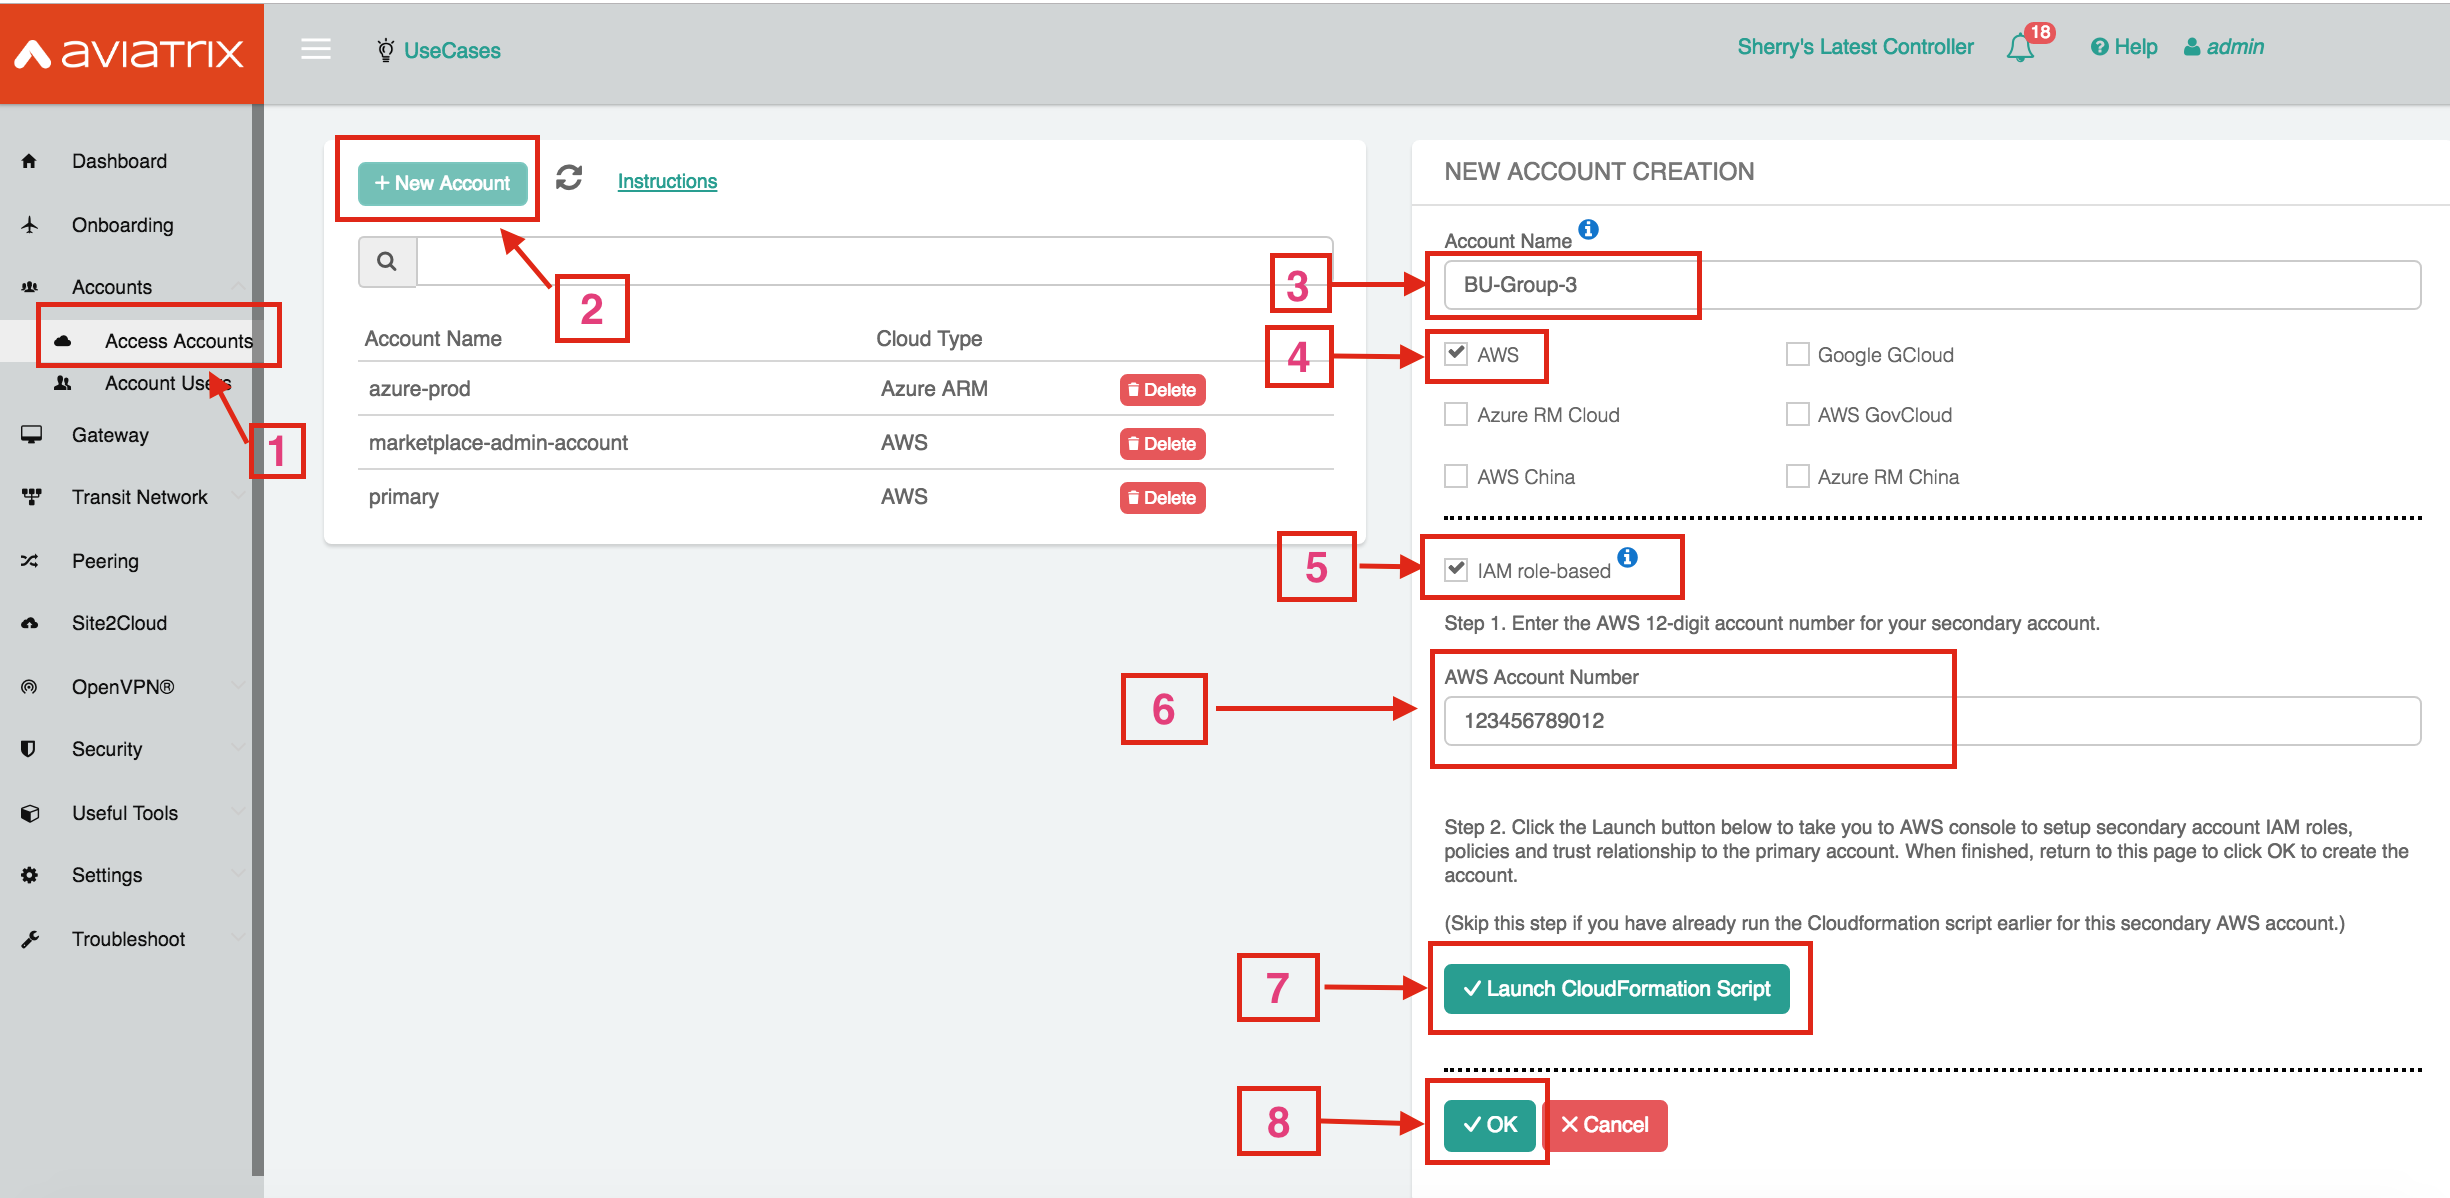 aviatrix
UseCases
Sherry's Latest Controller
18
Help
admin
Dashboard
Onboarding
Accounts
Access Accounts
Account Users
Gateway
Transit Network
Peering
Site2Cloud
OpenVPN®
Security
Useful Tools
Settings
Troubleshoot
1
+ New Account
Instructions
2
Account Name Cloud Type
azure-prod Azure ARM Delete
marketplace-admin-account AWS Delete
primary AWS Delete
NEW ACCOUNT CREATION
Account Name
3 BU-Group-3
4 AWS Google GCloud
Azure RM Cloud AWS GovCloud
AWS China Azure RM China
5 IAM role-based
Step 1. Enter the AWS 12-digit account number for your secondary account.
AWS Account Number
6 123456789012
Step 2. Click the Launch button below to take you to AWS console to setup secondary account IAM roles,
policies and trust relationship to the primary account. When finished, return to this page to click OK to create the
account.
(Skip this step if you have already run the Cloudformation script earlier for this secondary AWS account.)
7 Launch CloudFormation Script
8 OK Cancel